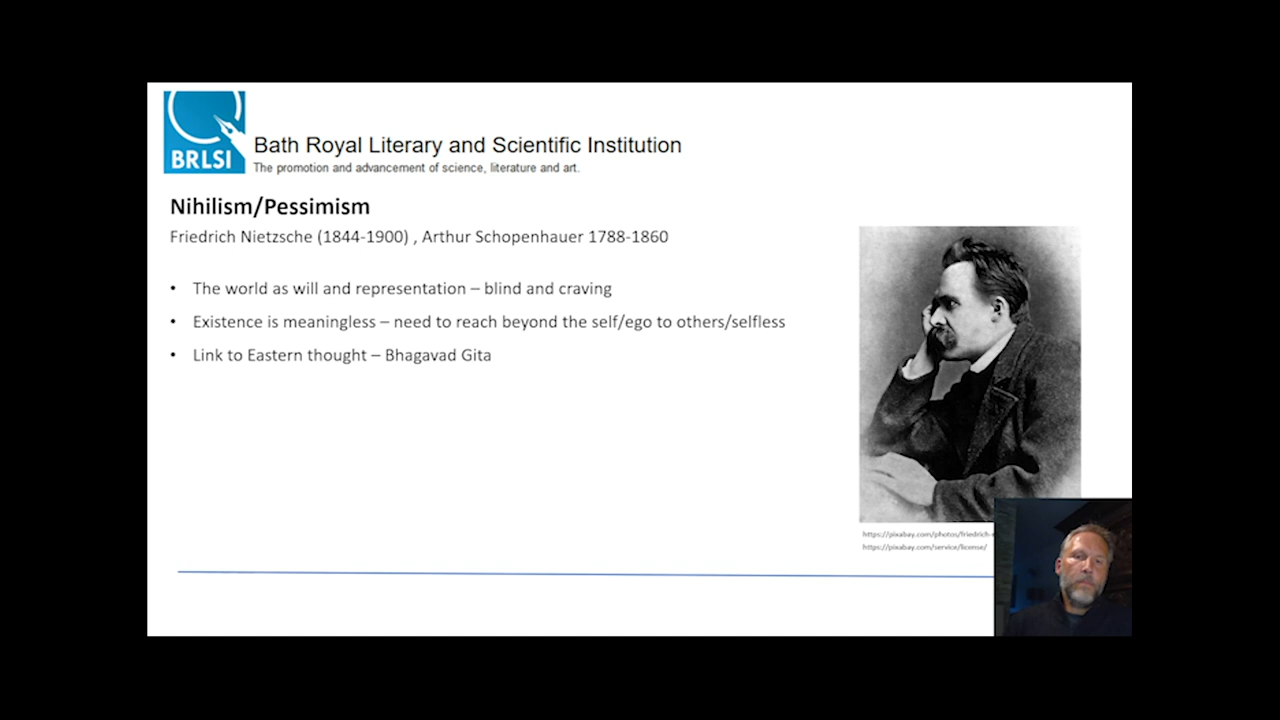 BRLSI
Bath Royal Literary and Scientific Institution
The promotion and advancement of science, literature and art.
Nihilism/Pessimism
Friedrich Nietzsche (1844-1900) , Arthur Schopenhauer 1788-1860
• The world as will and representation – blind and craving
• Existence is meaningless – need to reach beyond the self/ego to others/selfless
• Link to Eastern thought – Bhagavad Gita
https://pixabay.com/photos/friedrich-
https://pixabay.com/service/license/